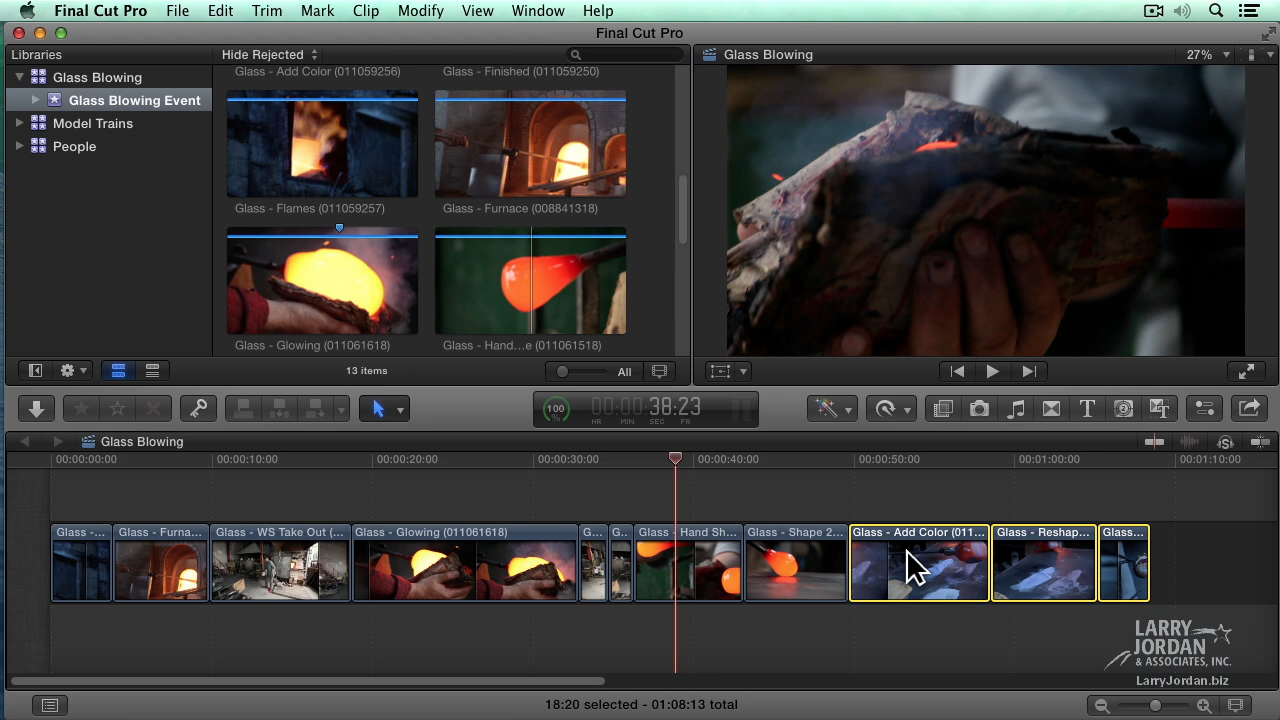 Final Cut Pro File Edit Trim Mark Clip Modify View Window Help
Final Cut Pro
Libraries
Hide Rejected
Glass Blowing
27%
Glass Blowing
Glass Blowing Event
Model Trains
People
Glass - Add Color (011059256)
Glass - Finished (011059250)
Glass - Flames (011059257)
Glass - Furnace (008841318)
Glass - Glowing (011061618)
Glass - Hand...e (011061518)
13 items
All
100
%
00:00:38:23
HR MIN SEC FR
Glass Blowing
00:00:00:00
00:00:10:00
00:00:20:00
00:00:30:00
00:00:40:00
00:00:50:00
00:01:00:00
00:01:10:00
Glass -...
Glass - Furna...
Glass - WS Take Out (...
Glass - Glowing (011061618)
G...
G..
Glass - Hand Sh...
Glass - Shape 2...
Glass - Add Color (011...
Glass - Reshap...
Glass...
LARRY
JORDAN
& ASSOCIATES, INC.
LarryJordan.biz
18:20 selected - 01:08:13 total